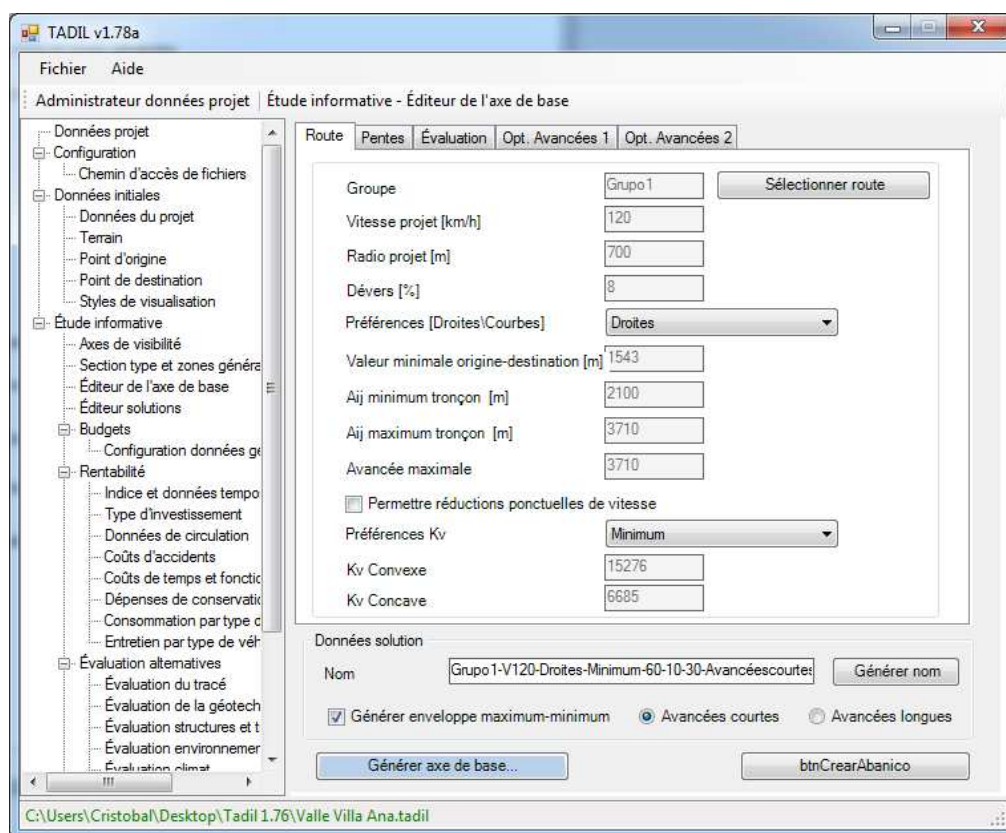 TADIL v1.78a
Fichier Aide
Administrateur données projet Étude informative - Éditeur de l'axe de base
Données projet
Configuration
Chemin d'accès de fichiers
Données initiales
Données du projet
Terrain
Point d'origine
Point de destination
Styles de visualisation
Étude informative
Axes de visibilité
Section type et zones généra
Éditeur de l'axe de base
Éditeur solutions
Budgets
Configuration données gé
Rentabilité
Indice et données tempo
Type d'investissement
Données de circulation
Coûts d'accidents
Coûts de temps et fonctic
Dépenses de conservatic
Consommation par type d
Entretien par type de véh
Évaluation alternatives
Évaluation du tracé
Évaluation de la géotech
Évaluation structures et t
Évaluation environnemer
Évaluation climat
Route Pentes Évaluation Opt. Avancées 1 Opt. Avancées 2
Groupe Grupo1 Sélectionner route
Vitesse projet [km/h] 120
Radio projet [m] 700
Dévers [%] 8
Préférences [Droites\Courbes] Droites
Valeur minimale origine-destination [m] 1543
Aij minimum tronçon [m] 2100
Aij maximum tronçon [m] 3710
Avancée maximale 3710
Permettre réductions ponctuelles de vitesse
Préférences Kv Minimum
Kv Convexe 15276
Kv Concave 6685
Données solution
Nom Grupo1-V120-Droites-Minimum-60-10-30-Avancéescourtes Générer nom
Générer enveloppe maximum-minimum Avancées courtes Avancées longues
Générer axe de base... btnCrearAbanico
C:\Users\Cristobal\Desktop\Tadil 1.76\Valle Villa Ana.tadil